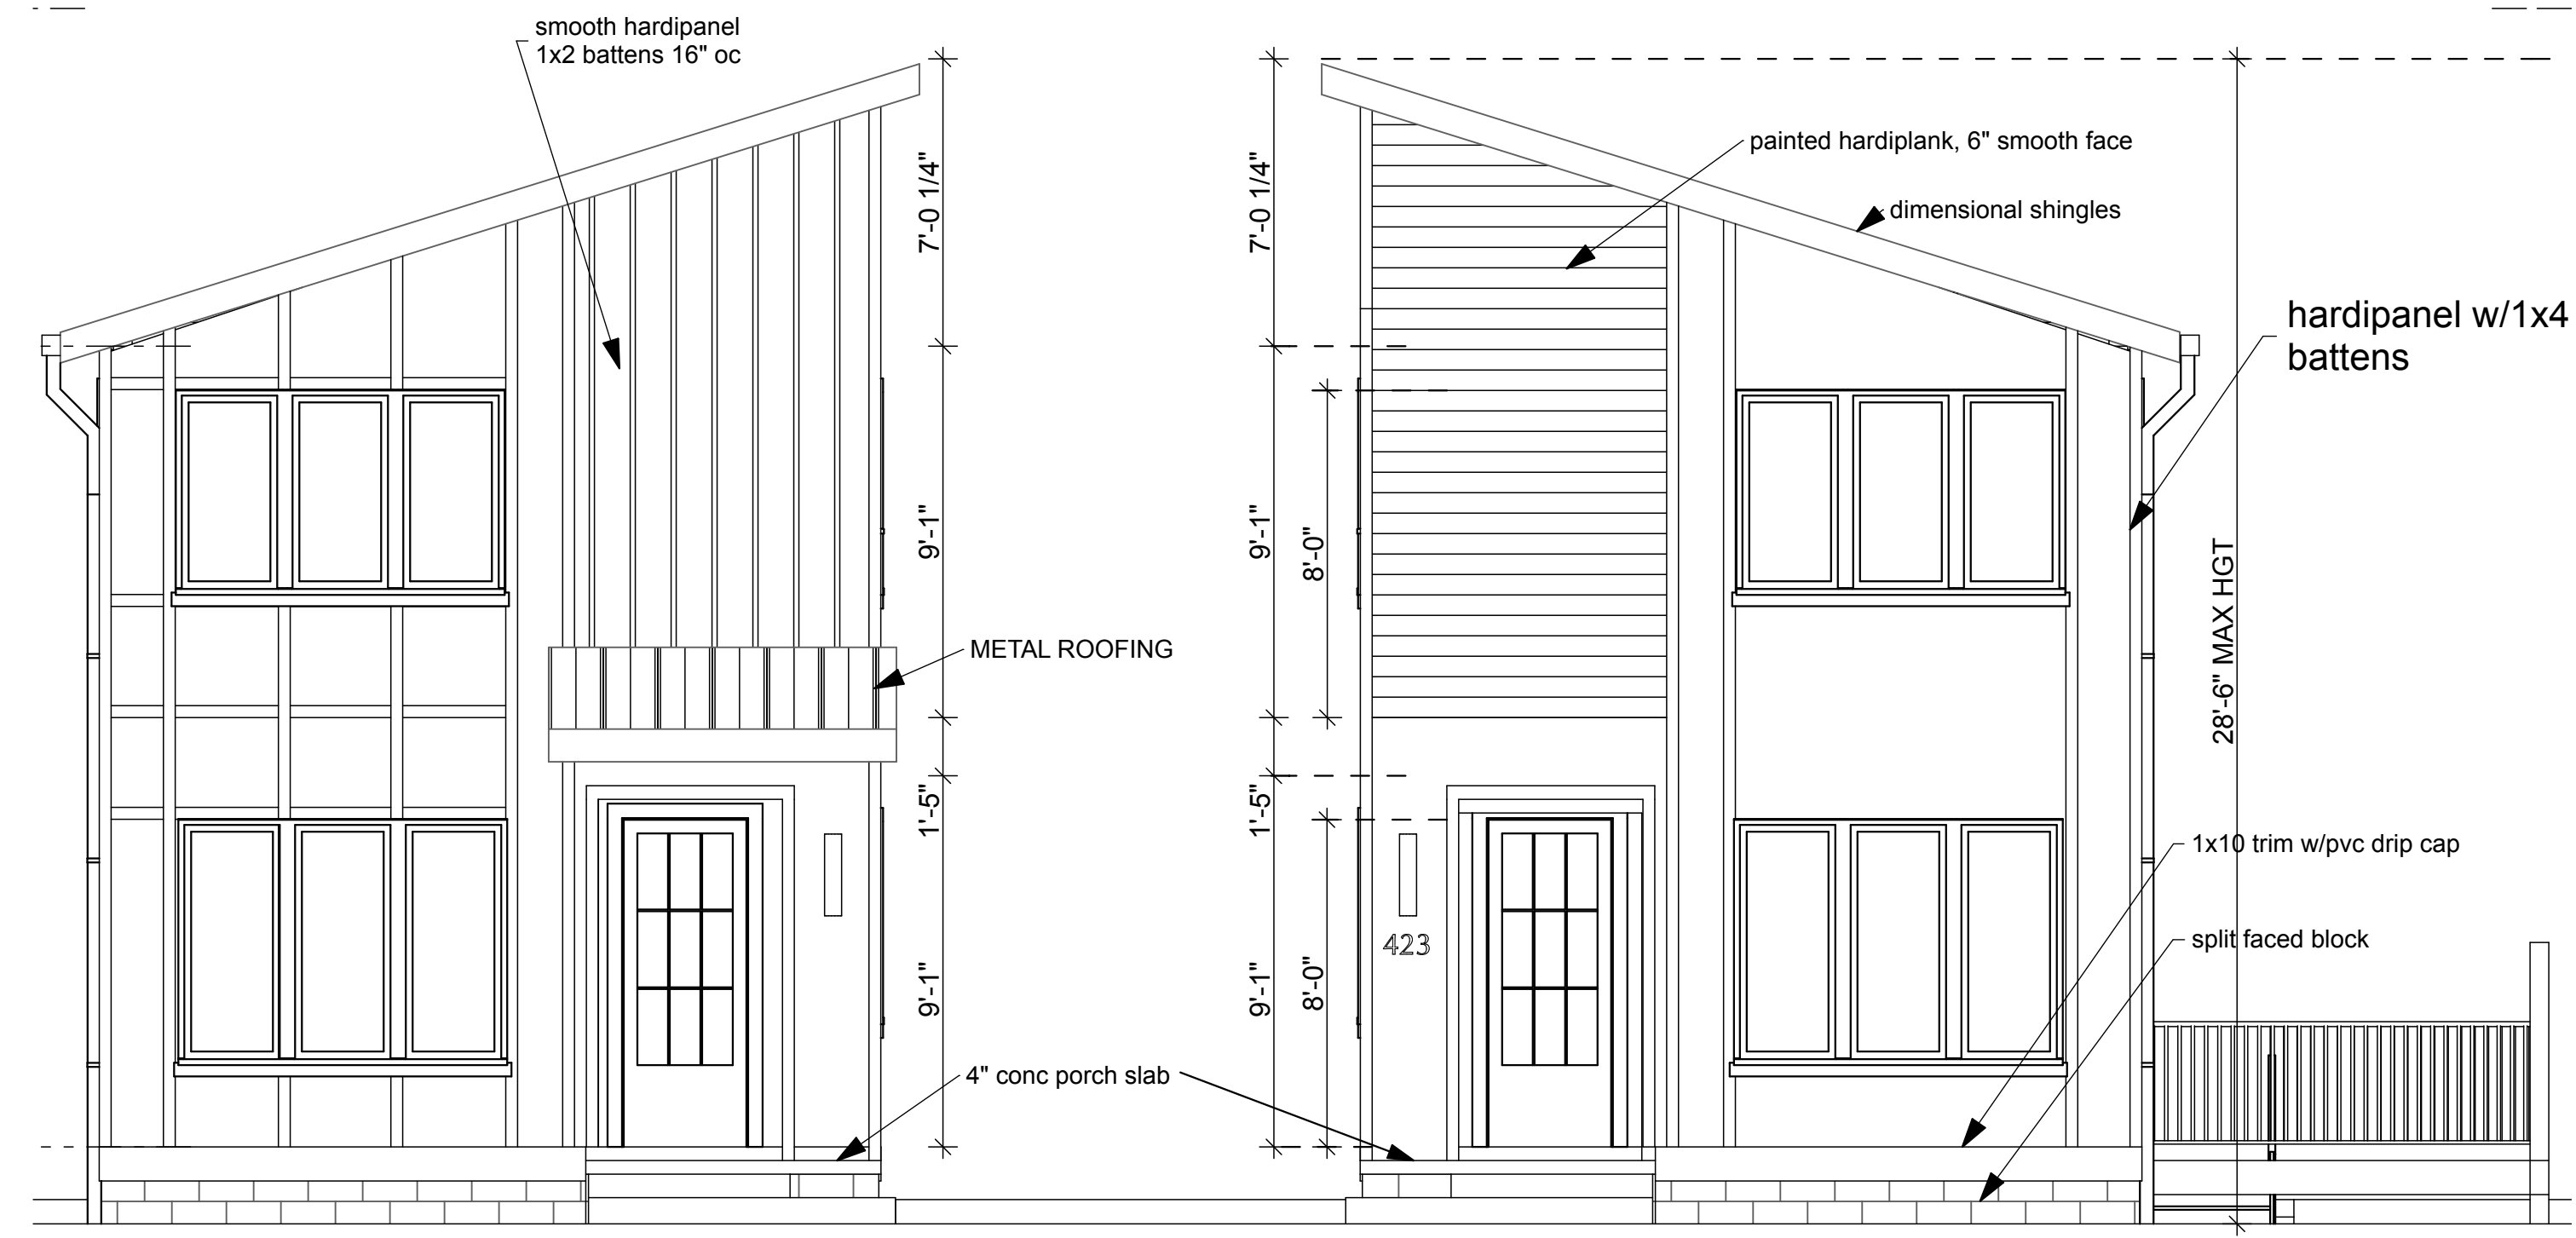 smooth hardipanel
1x2 battens 16" oc
7'-0 1/4"
9'-1"
METAL ROOFING
1'-5"
9'-1"
4" conc porch slab
7'-0 1/4"
9'-1"
8'-0"
1'-5"
9'-1"
8'-0"
423
painted hardiplank, 6" smooth face
dimensional shingles
hardipanel w/1x4
battens
28'-6" MAX HGT
1x10 trim w/pvc drip cap
split faced block